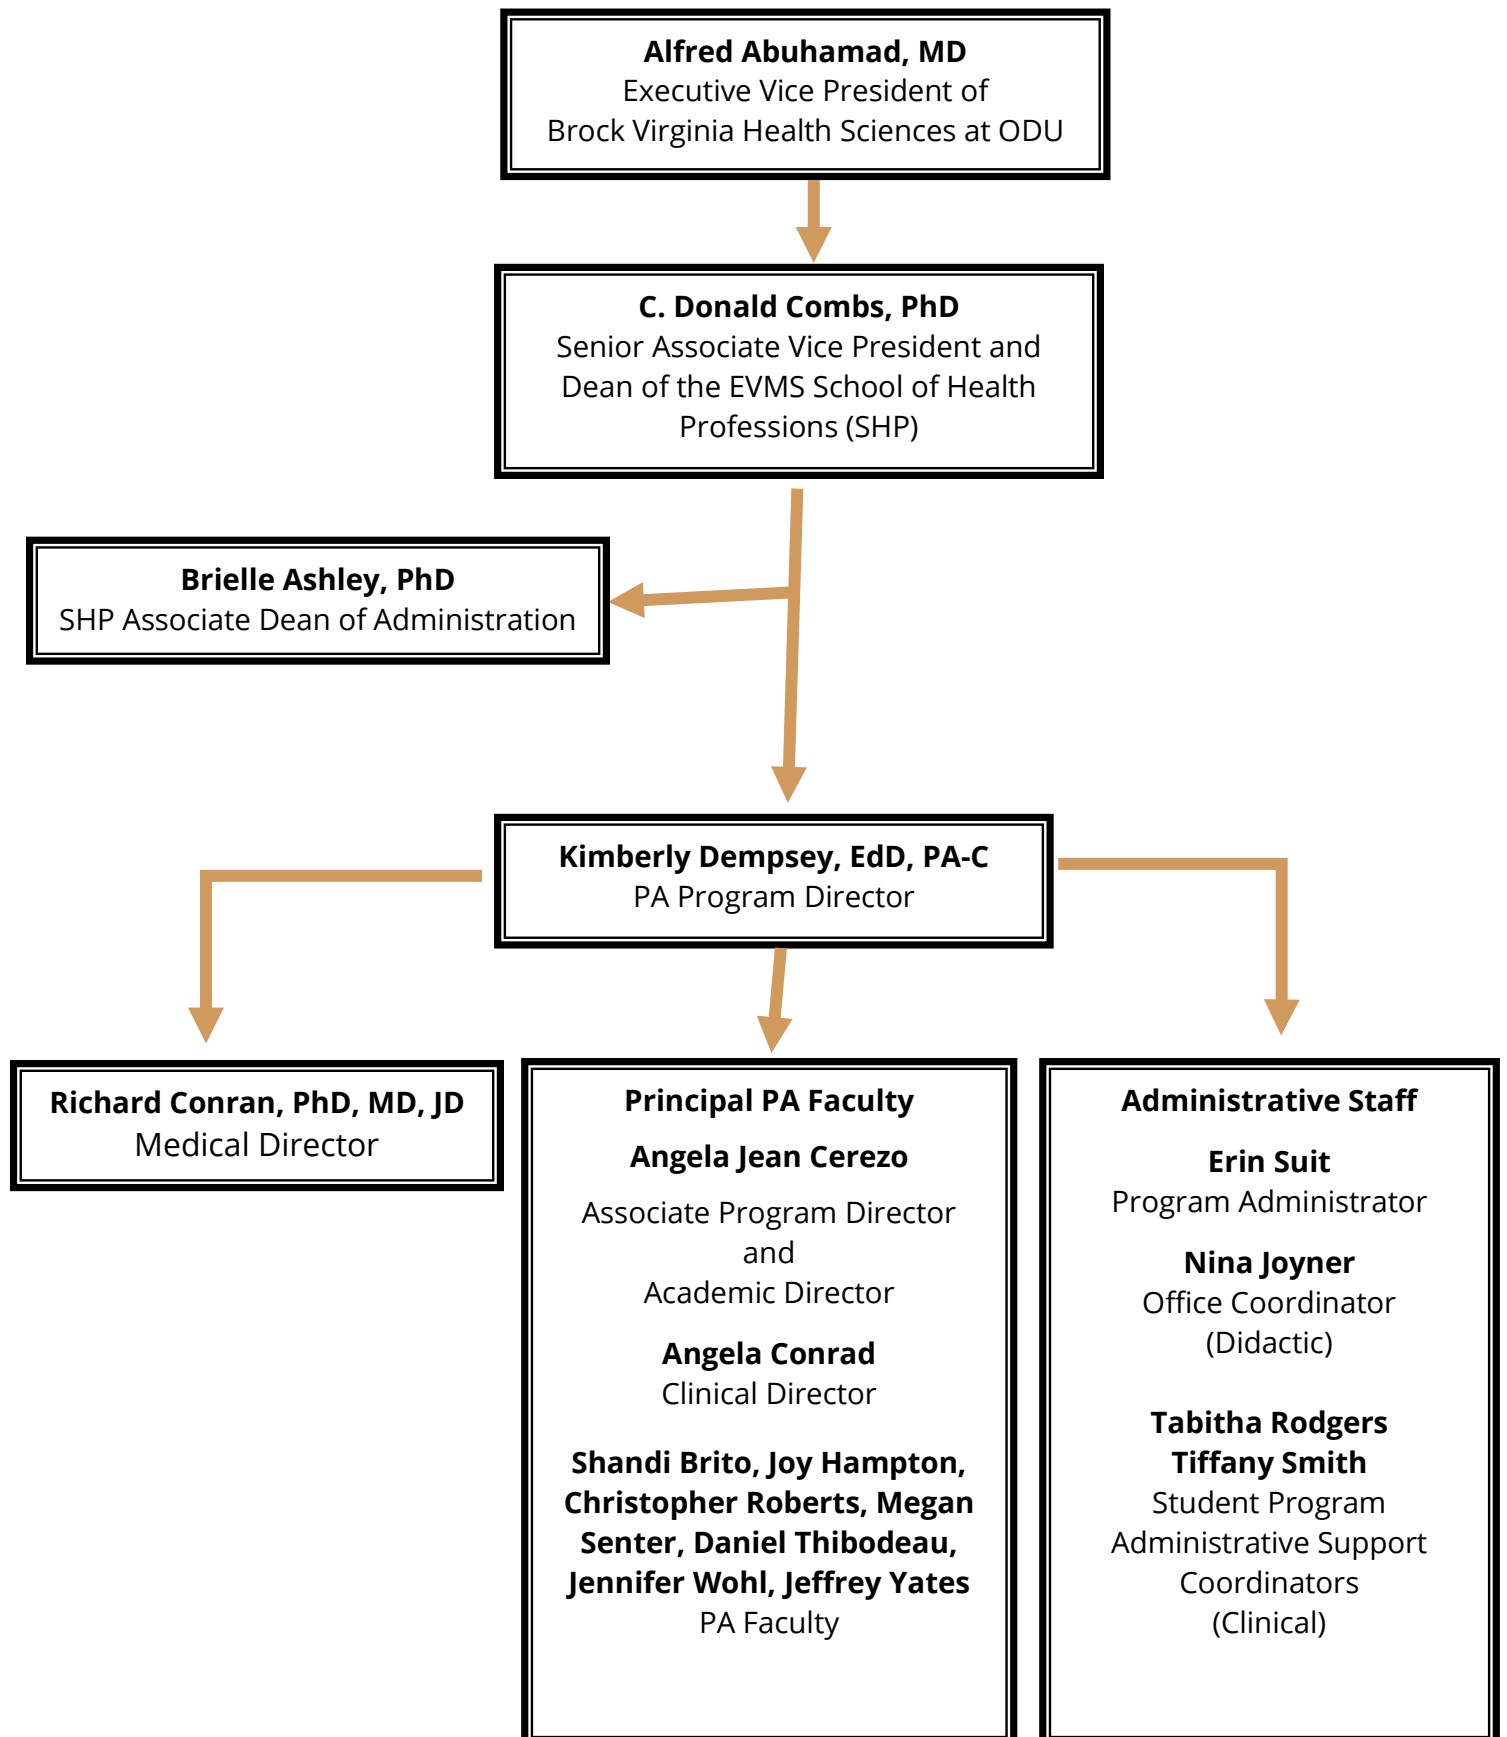 Alfred Abuhamad, MD
Executive Vice President of
Brock Virginia Health Sciences at ODU
C. Donald Combs, PhD
Senior Associate Vice President and
Dean of the EVMS School of Health
Professions (SHP)
Brielle Ashley, PhD
SHP Associate Dean of Administration
Kimberly Dempsey, EdD, PA-C
PA Program Director
Richard Conran, PhD, MD, JD
Medical Director
Principal PA Faculty
Angela Jean Cerezo
Associate Program Director
and
Academic Director
Angela Conrad
Clinical Director
Shandi Brito, Joy Hampton,
Christopher Roberts, Megan
Senter, Daniel Thibodeau,
Jennifer Wohl, Jeffrey Yates
PA Faculty
Administrative Staff
Erin Suit
Program Administrator
Nina Joyner
Office Coordinator
(Didactic)
Tabitha Rodgers
Tiffany Smith
Student Program
Administrative Support
Coordinators
(Clinical)